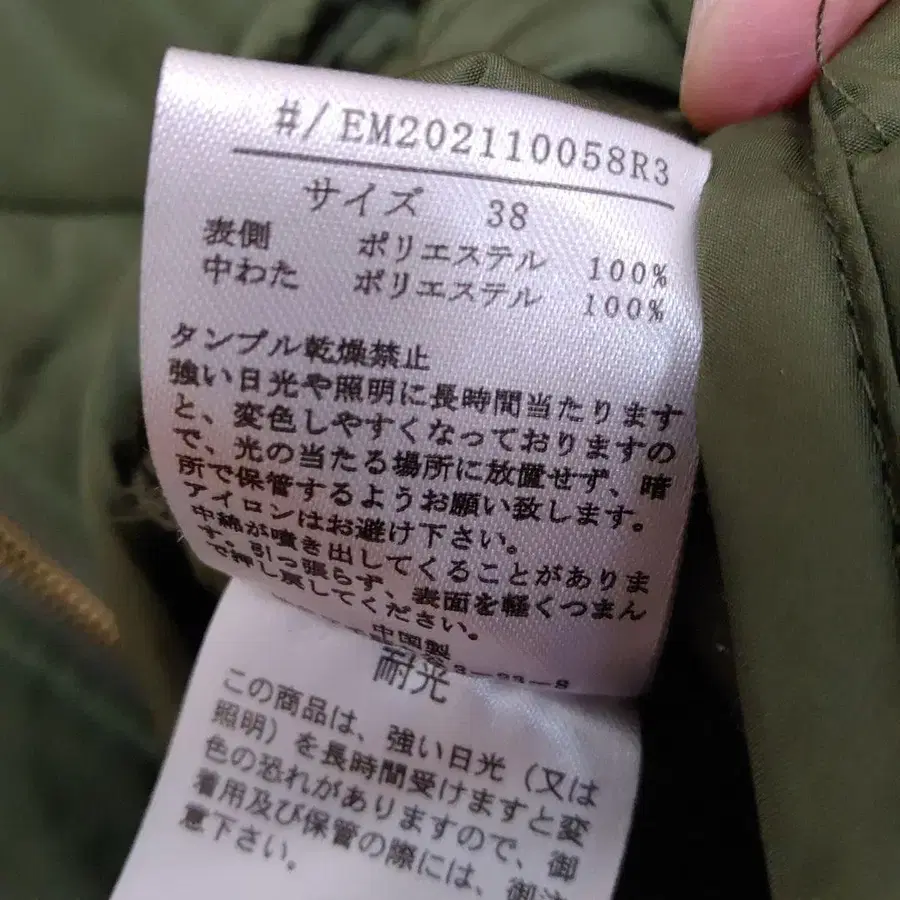 #/EM202110058R3
サイズ 38
表側 ポリエステル 100%
中わた ポリエステル 100%
タンブル乾燥禁止
強い日光や照明に長時間当たります
と、変色しやすくなっておりますの
で、光の当たる場所に放置せず、暗
所で保管するようお願い致します。
アイロンはお避け下さい。
中綿が噴き出してくることがありま
す。引っ張らず、表面を軽くつまん
で押し戻してください。
中国製
耐光
この商品は、強い日光(又は
照明)を長時間受けますと変
色の恐れがありますので、御
着用及び保管の際には、御注
意下さい。